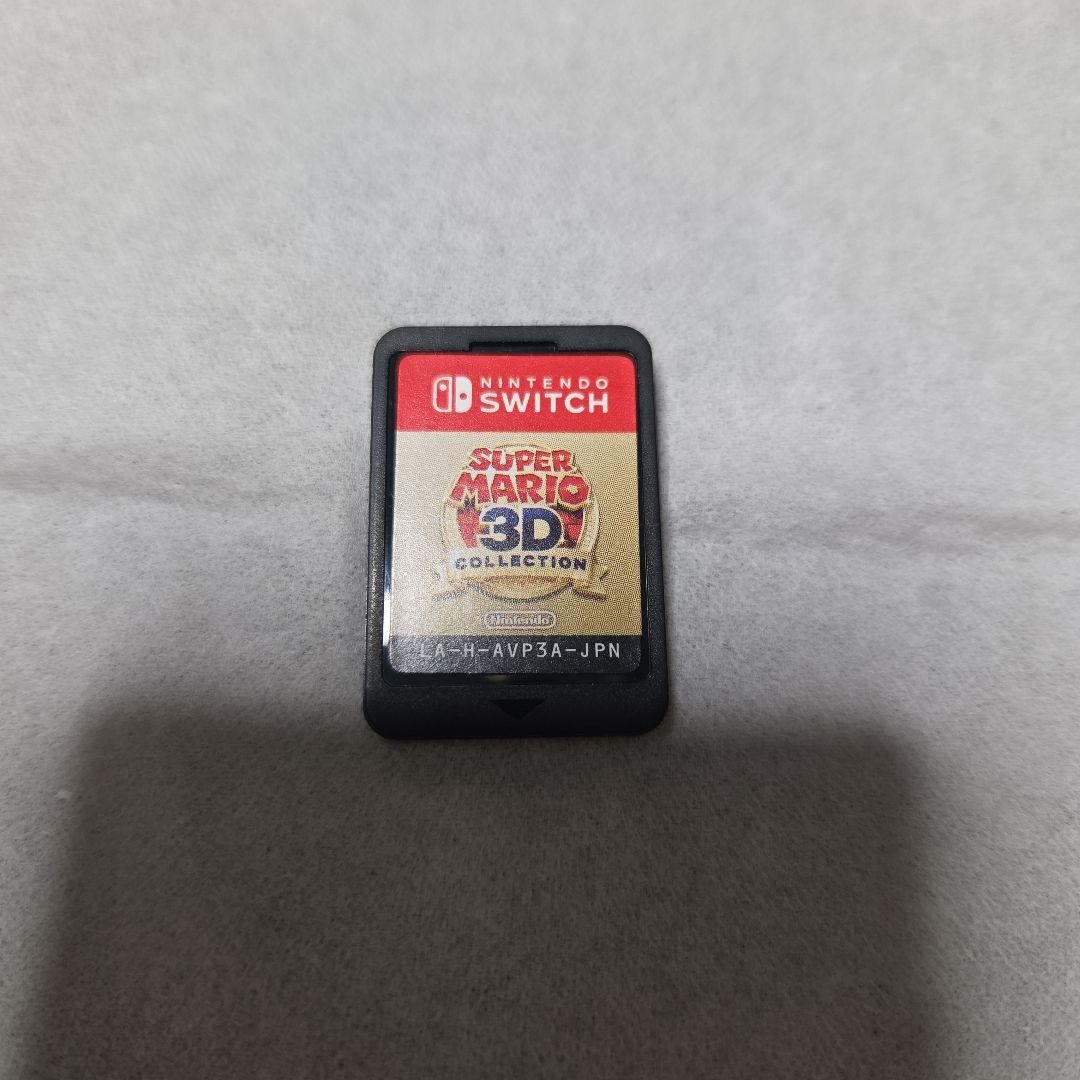 NINTENDO
SWITCH
SUPER
MARIO
3D
COLLECTION
Nintendo
LA-H-AVP3A-JPN